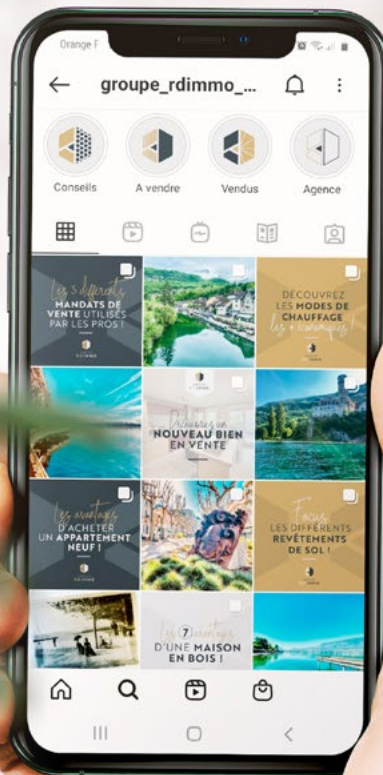 Orange F
groupe_rdimmo_...
Conseils
A vendre
Vendus
Agence
Les 3 différents
MANDATS DE
VENTE UTILISÉS
PAR LES PROS !
DÉCOUVREZ
LES MODES DE
CHAUFFAGE
les + économiques !
Découvrez un
NOUVEAU BIEN
EN VENTE
Les avantages
D'ACHETER
UN APPARTEMENT
NEUF !
Focus
LES DIFFÉRENTS
REVÊTEMENTS
DE SOL !
Les 7 avantages
D'UNE MAISON
EN BOIS !